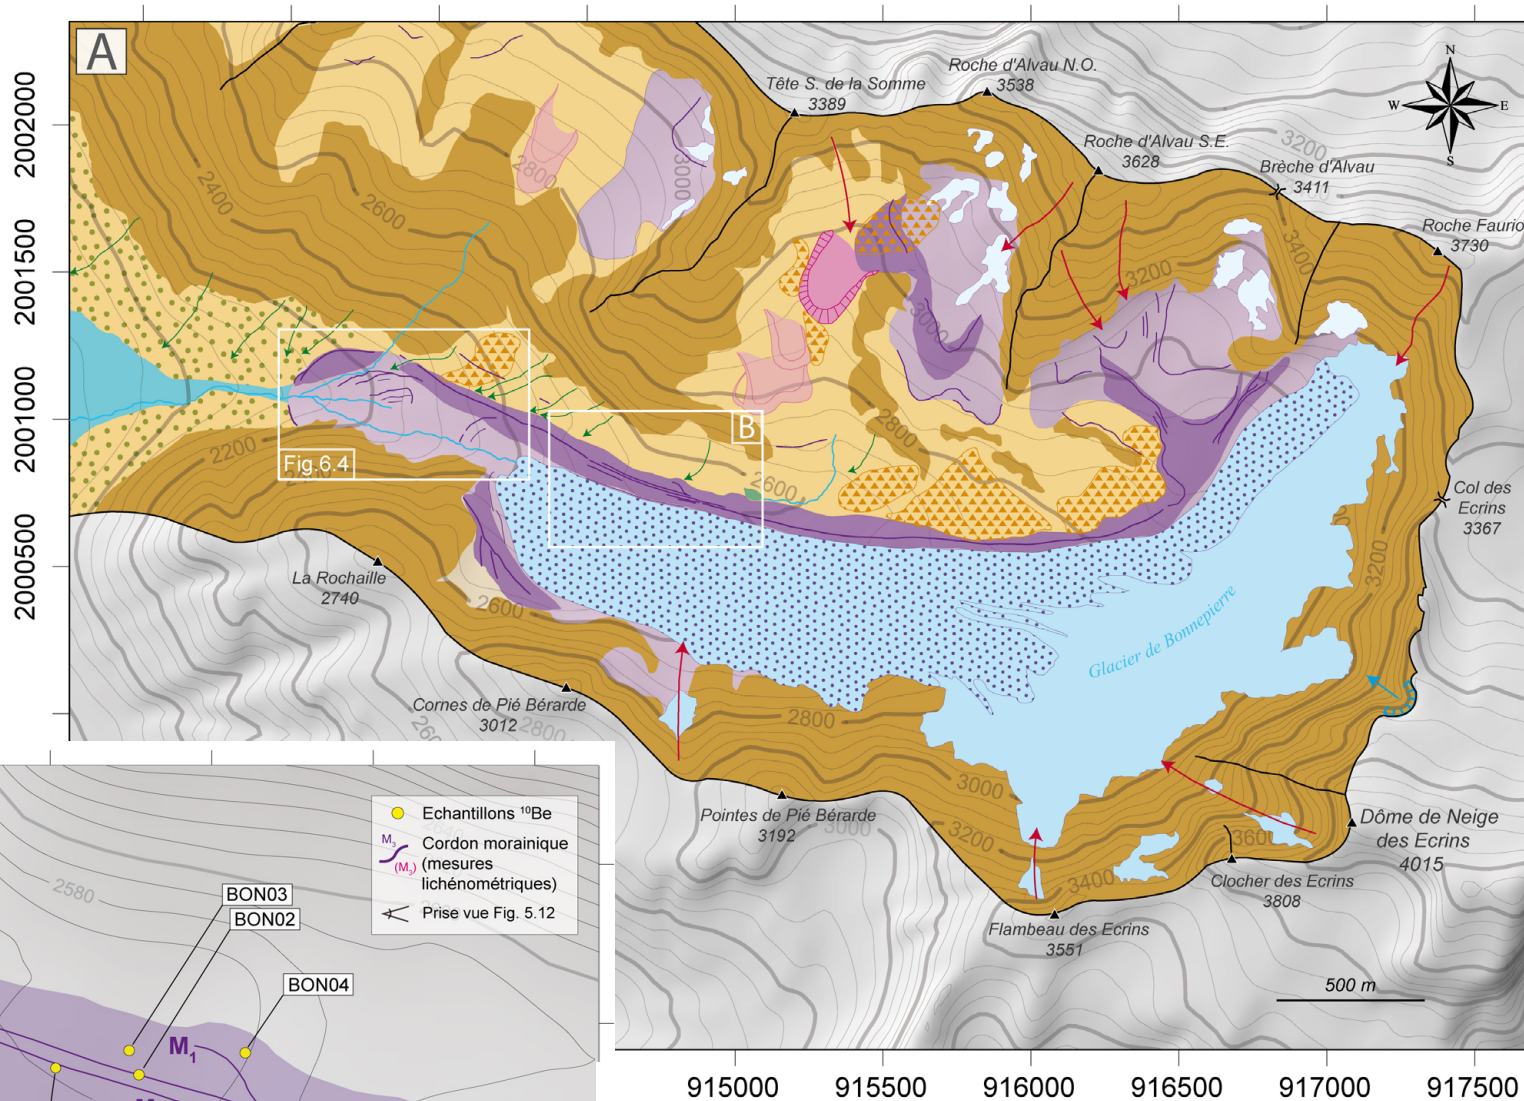 A
Tête S. de la Somme
3389
Roche d'Alvau N.O.
3538
Roche d'Alvau S.E.
3628
Brèche d'Alvau
3411
Roche Faurio
3730
N
W
E
S
3200
2002000
2001500
2001000
2000500
2400
2600
2800
3000
3200
3400
3000
2800
2600
2200
Fig.6.4
B
La Rochaille
2740
2600
Cornes de Pié Bérarde
3012
2800
Pointes de Pié Bérarde
3192
3000
2800
3000
3200
3400
3600
3200
Glacier de Bonnepierre
Col des
Ecrins
3367
Dôme de Neige
des Ecrins
4015
Clocher des Ecrins
3808
Flambeau des Ecrins
3551
500 m
915000
915500
916000
916500
917000
917500
Echantillons ¹⁰Be
M₃
(M₃)
Cordon morainique
(mesures
lichénométriques)
Prise vue Fig. 5.12
2580
BON03
BON02
BON04
M₁